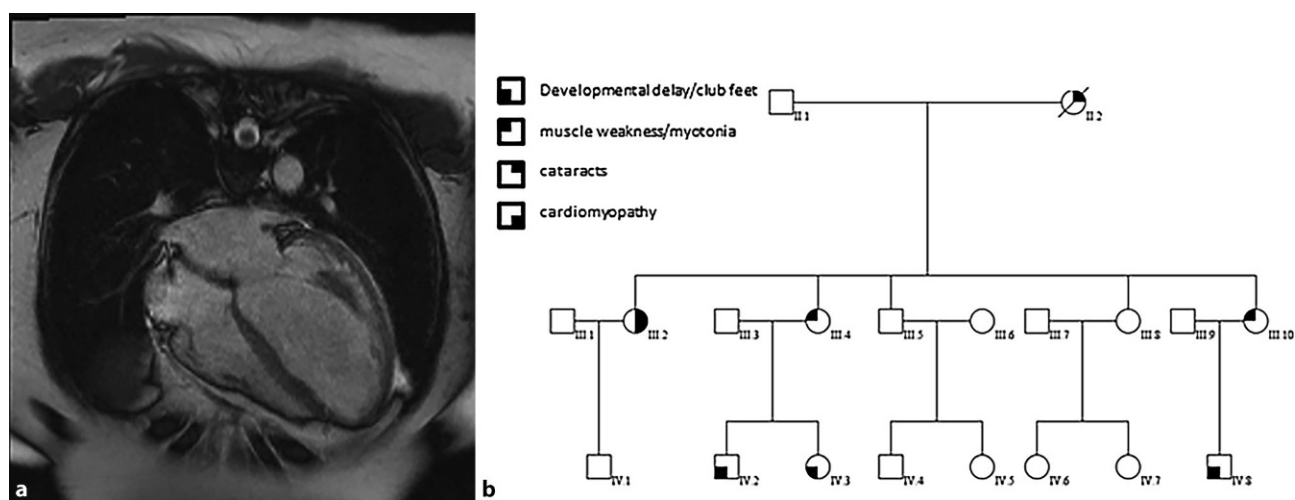 Developmental delay/club feet
muscle weakness/myotonia
cataracts
cardiomyopathy
II.1
II.2
III.1
III.2
III.3
III.4
III.5
III.6
III.7
III.8
III.9
III.10
IV.1
IV.2
IV.3
IV.4
IV.5
IV.6
IV.7
IV.8
a
b